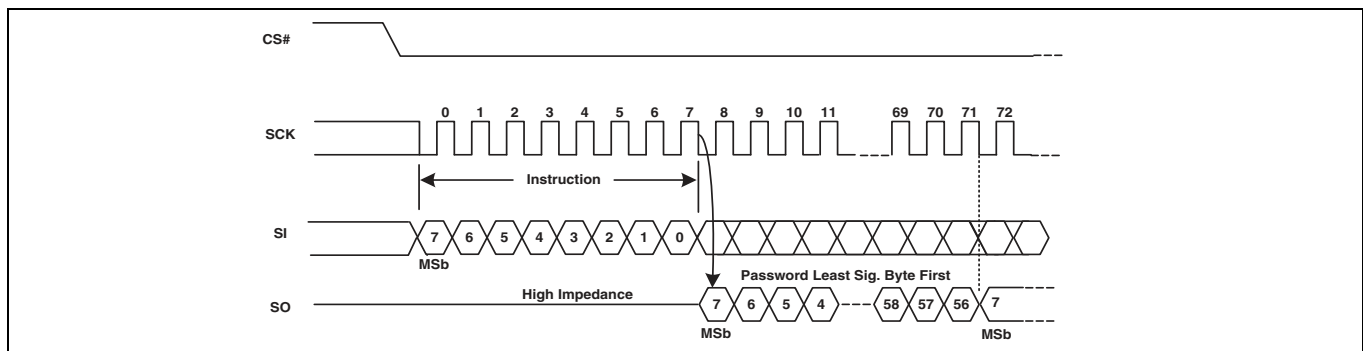 CS#
0 1 2 3 4 5 6 7 8 9 10 11 69 70 71 72
SCK
Instruction
SI 7 6 5 4 3 2 1 0
MSb
Password Least Sig. Byte First
High Impedance
SO 7 6 5 4 58 57 56 7
MSb MSb